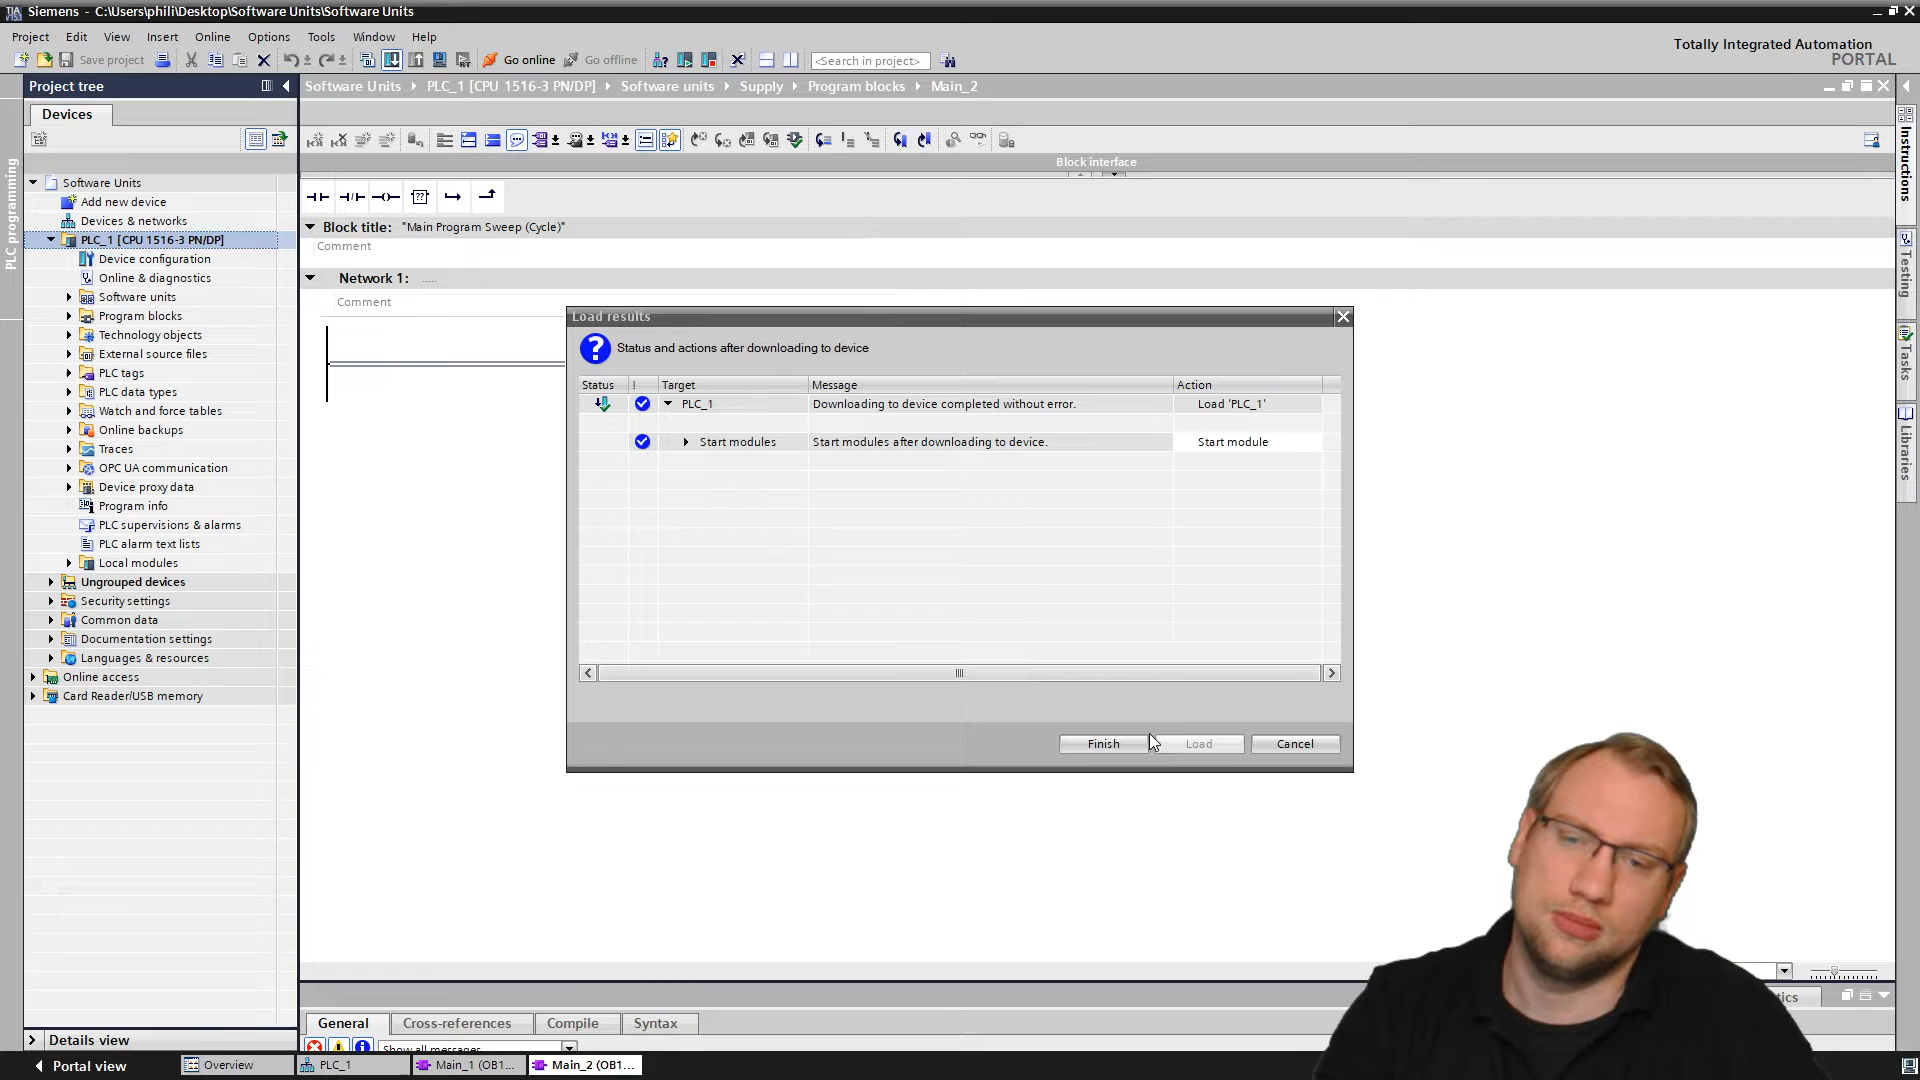 Siemens - C:\Users\phili\Desktop\Software Units\Software Units
Project Edit View Insert Online Options Tools Window Help
Totally Integrated Automation
PORTAL
Save project
Go online
Go offline
<Search in project>
Project tree
Software Units PLC_1 [CPU 1516-3 PN/DP] Software units Supply Program blocks Main_2
Devices
Block interface
PLC programming
Software Units
Add new device
Devices & networks
PLC_1 [CPU 1516-3 PN/DP]
Device configuration
Online & diagnostics
Software units
Program blocks
Technology objects
External source files
PLC tags
PLC data types
Watch and force tables
Online backups
Traces
OPC UA communication
Device proxy data
Program info
PLC supervisions & alarms
PLC alarm text lists
Local modules
Ungrouped devices
Security settings
Common data
Documentation settings
Languages & resources
Online access
Card Reader/USB memory
Details view
??
Block title: "Main Program Sweep (Cycle)"
Comment
Network 1: .....
Comment
Load results
? Status and actions after downloading to device
Status ! Target Message Action
PLC_1 Downloading to device completed without error. Load 'PLC_1'
Start modules Start modules after downloading to device. Start module
Finish Load Cancel
Instructions
Testing
Tasks
Libraries
tics
General Cross-references Compile Syntax
Show all messages
Portal view Overview PLC_1 Main_1 (OB1... Main_2 (OB1...